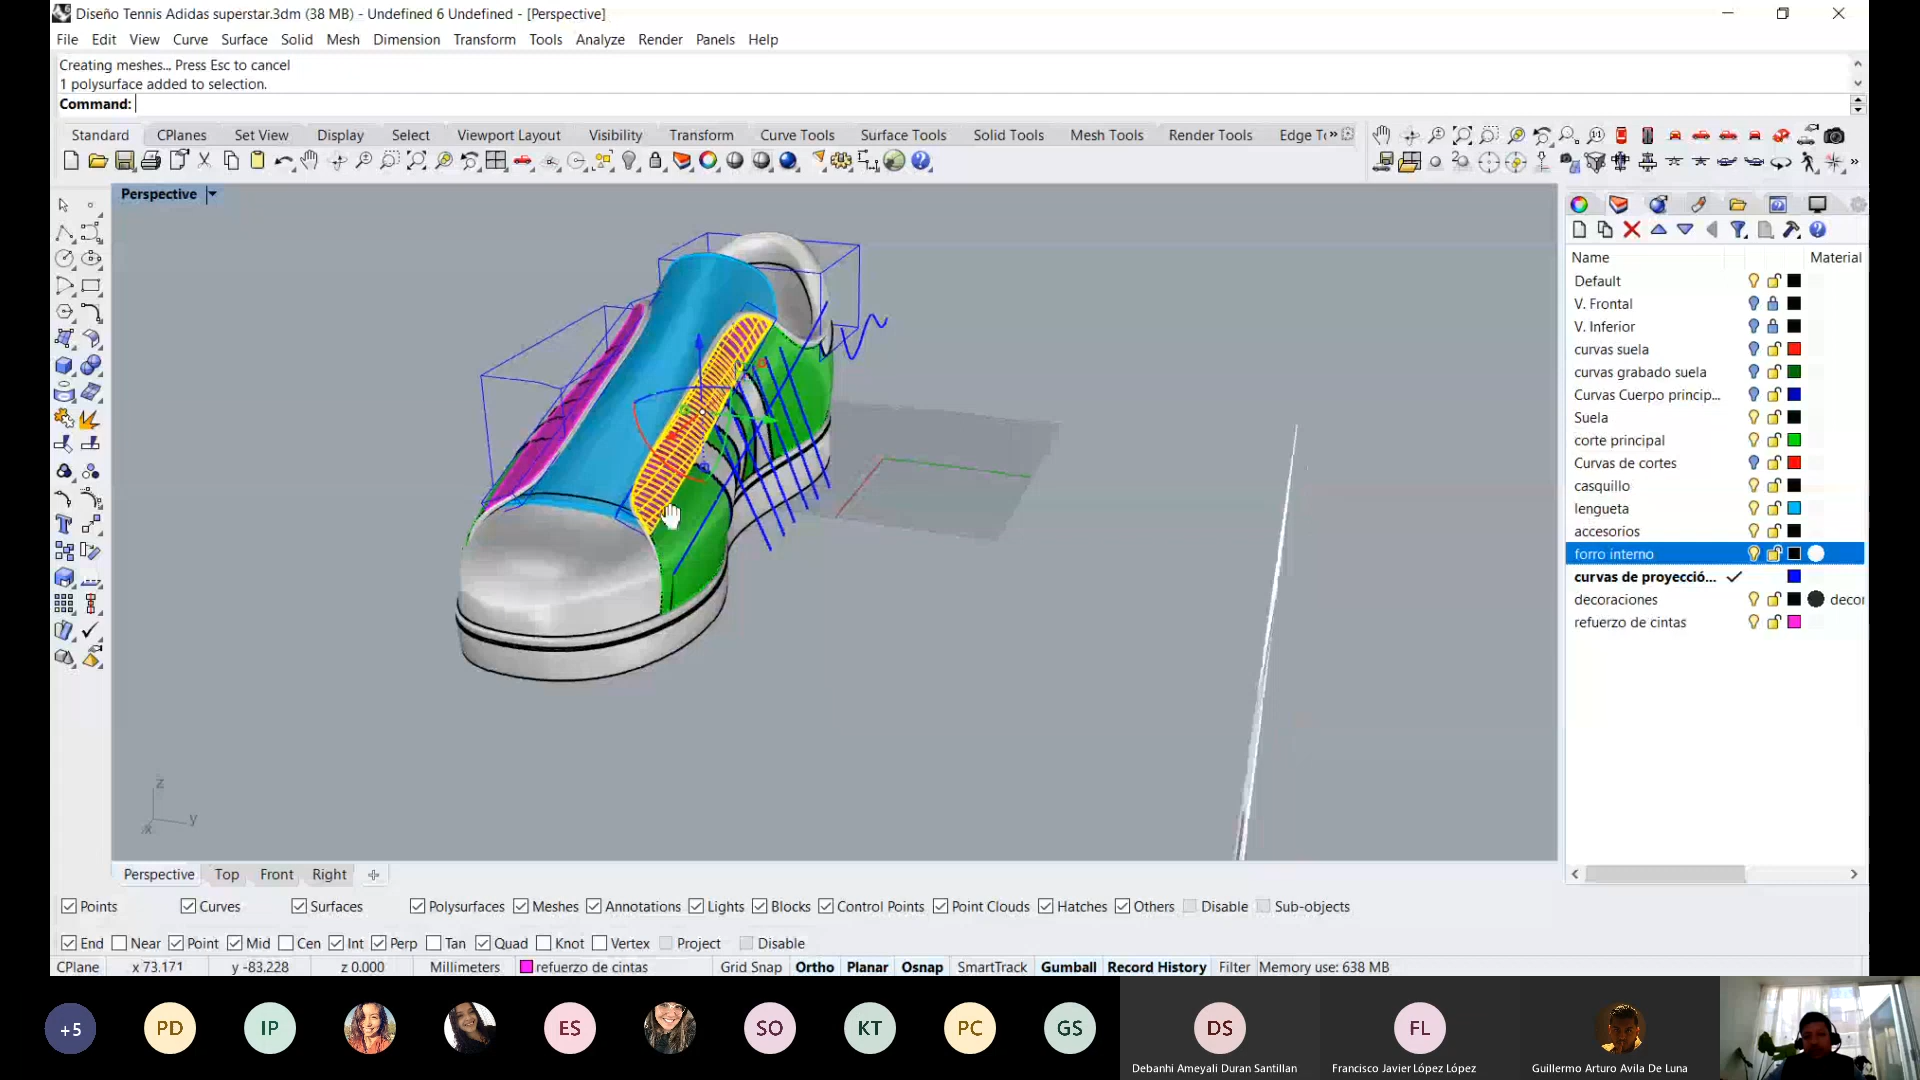 Diseño Tennis Adidas superstar.3dm (38 MB) - Undefined 6 Undefined - [Perspective]
File Edit View Curve Surface Solid Mesh Dimension Transform Tools Analyze Render Panels Help
Creating meshes... Press Esc to cancel
1 polysurface added to selection.
Command:
Standard CPlanes Set View Display Select Viewport Layout Visibility Transform Curve Tools Surface Tools Solid Tools Mesh Tools Render Tools Edge To
Perspective
Name Material
Default
V. Frontal
V. Inferior
curvas suela
curvas grabado suela
Curvas Cuerpo princip...
Suela
corte principal
Curvas de cortes
casquillo
lengueta
accesorios
forro interno
curvas de proyecció...
decoraciones decor
refuerzo de cintas
z
y
x
Perspective Top Front Right
Points Curves Surfaces Polysurfaces Meshes Annotations Lights Blocks Control Points Point Clouds Hatches Others Disable Sub-objects
End Near Point Mid Cen Int Perp Tan Quad Knot Vertex Project Disable
CPlane x 73.171 y -83.228 z 0.000 Millimeters refuerzo de cintas Grid Snap Ortho Planar Osnap SmartTrack Gumball Record History Filter Memory use: 638 MB
+5 PD IP ES SO KT PC GS DS FL
Debanhi Ameyali Duran Santillan Francisco Javier López López Guillermo Arturo Avila De Luna